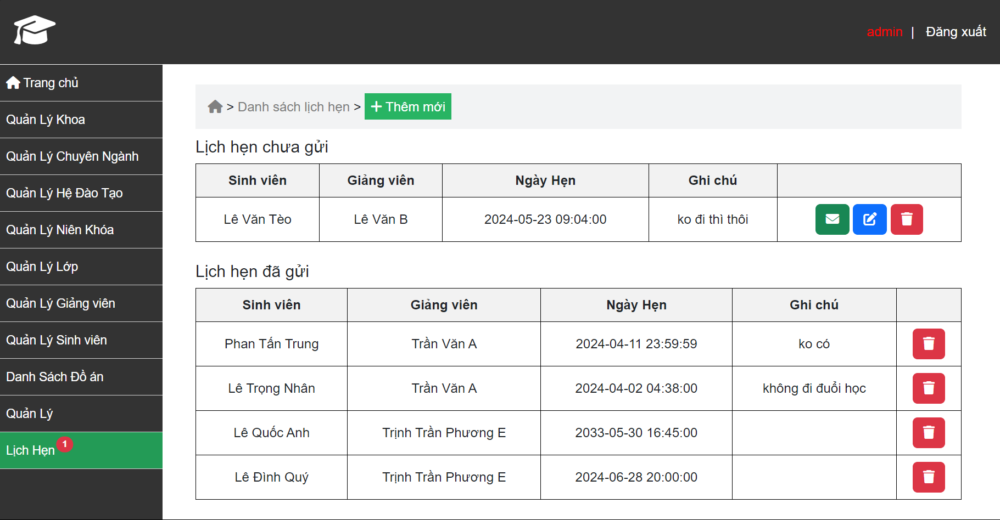 admin | Đăng xuất
Trang chủ
Quản Lý Khoa
Quản Lý Chuyên Ngành
Quản Lý Hệ Đào Tạo
Quản Lý Niên Khóa
Quản Lý Lớp
Quản Lý Giảng viên
Quản Lý Sinh viên
Danh Sách Đồ án
Quản Lý
Lịch Hẹn 1
> Danh sách lịch hẹn > + Thêm mới
Lịch hẹn chưa gửi
Sinh viên Giảng viên Ngày Hẹn Ghi chú
Lê Văn Tèo Lê Văn B 2024-05-23 09:04:00 ko đi thì thôi
Lịch hẹn đã gửi
Sinh viên Giảng viên Ngày Hẹn Ghi chú
Phan Tấn Trung Trần Văn A 2024-04-11 23:59:59 ko có
Lê Trọng Nhân Trần Văn A 2024-04-02 04:38:00 không đi đuổi học
Lê Quốc Anh Trịnh Trần Phương E 2033-05-30 16:45:00
Lê Đình Quý Trịnh Trần Phương E 2024-06-28 20:00:00